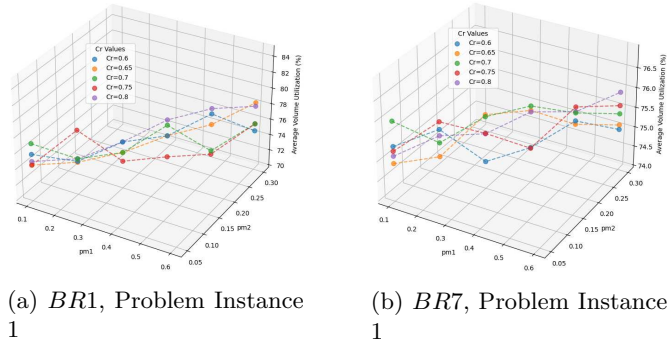 Cr Values
Cr=0.6
Cr=0.65
Cr=0.7
Cr=0.75
Cr=0.8
84
82
80
78
76
74
72
70
Average Volume Utilization (%)
0.1
0.2
0.3
0.4
0.5
0.6
pm1
0.05
0.10
0.15
0.20
0.25
0.30
pm2
(a) BR1, Problem Instance
1
Cr Values
Cr=0.6
Cr=0.65
Cr=0.7
Cr=0.75
Cr=0.8
76.5
76.0
75.5
75.0
74.5
74.0
Average Volume Utilization (%)
0.1
0.2
0.3
0.4
0.5
0.6
pm1
0.05
0.10
0.15
0.20
0.25
0.30
pm2
(b) BR7, Problem Instance
1